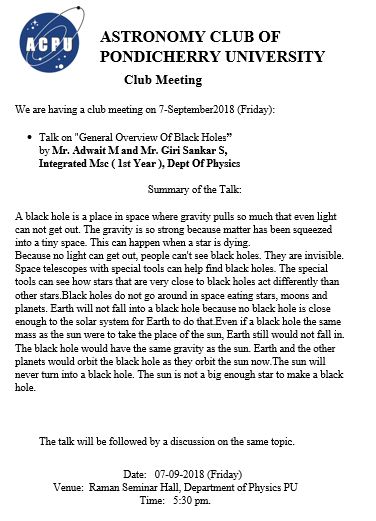 ACPU
ASTRONOMY CLUB OF
PONDICHERRY UNIVERSITY
Club Meeting
We are having a club meeting on 7-September2018 (Friday):
• Talk on "General Overview Of Black Holes”
by Mr. Adwait M and Mr. Giri Sankar S,
Integrated Msc ( 1st Year ), Dept Of Physics
Summary of the Talk:
A black hole is a place in space where gravity pulls so much that even light
can not get out. The gravity is so strong because matter has been squeezed
into a tiny space. This can happen when a star is dying.
Because no light can get out, people can't see black holes. They are invisible.
Space telescopes with special tools can help find black holes. The special
tools can see how stars that are very close to black holes act differently than
other stars.Black holes do not go around in space eating stars, moons and
planets. Earth will not fall into a black hole because no black hole is close
enough to the solar system for Earth to do that.Even if a black hole the same
mass as the sun were to take the place of the sun, Earth still would not fall in.
The black hole would have the same gravity as the sun. Earth and the other
planets would orbit the black hole as they orbit the sun now.The sun will
never turn into a black hole. The sun is not a big enough star to make a black
hole.
The talk will be followed by a discussion on the same topic.
Date: 07-09-2018 (Friday)
Venue: Raman Seminar Hall, Department of Physics PU
Time: 5:30 pm.